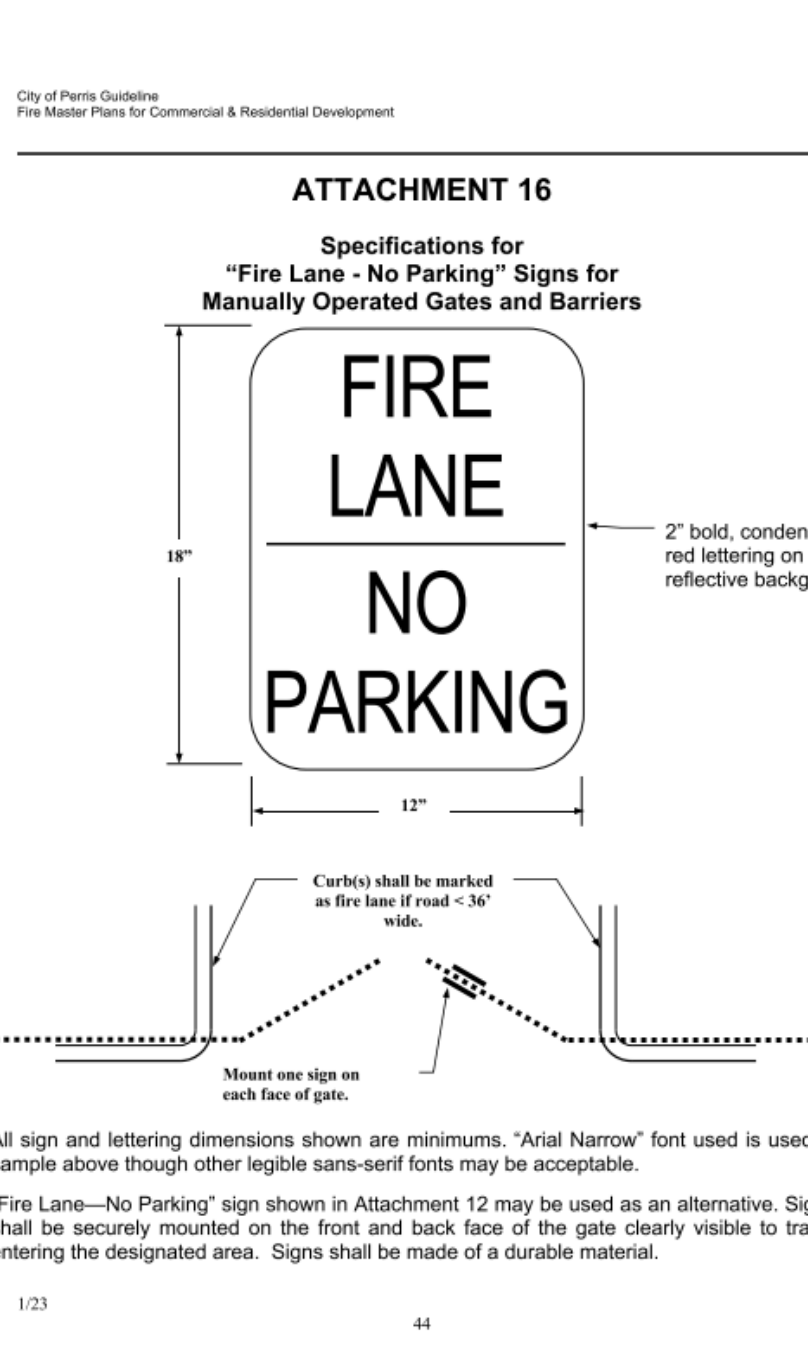 City of Perris Guideline
Fire Master Plans for Commercial & Residential Development
ATTACHMENT 16
Specifications for
“Fire Lane - No Parking” Signs for
Manually Operated Gates and Barriers
FIRE
LANE
NO
PARKING
18”
2” bold, conden
red lettering on
reflective backg
12”
Curb(s) shall be marked
as fire lane if road < 36’
wide.
Mount one sign on
each face of gate.
All sign and lettering dimensions shown are minimums. “Arial Narrow” font used is used
ample above though other legible sans-serif fonts may be acceptable.
Fire Lane—No Parking” sign shown in Attachment 12 may be used as an alternative. Sig
hall be securely mounted on the front and back face of the gate clearly visible to tra
ntering the designated area. Signs shall be made of a durable material.
1/23
44